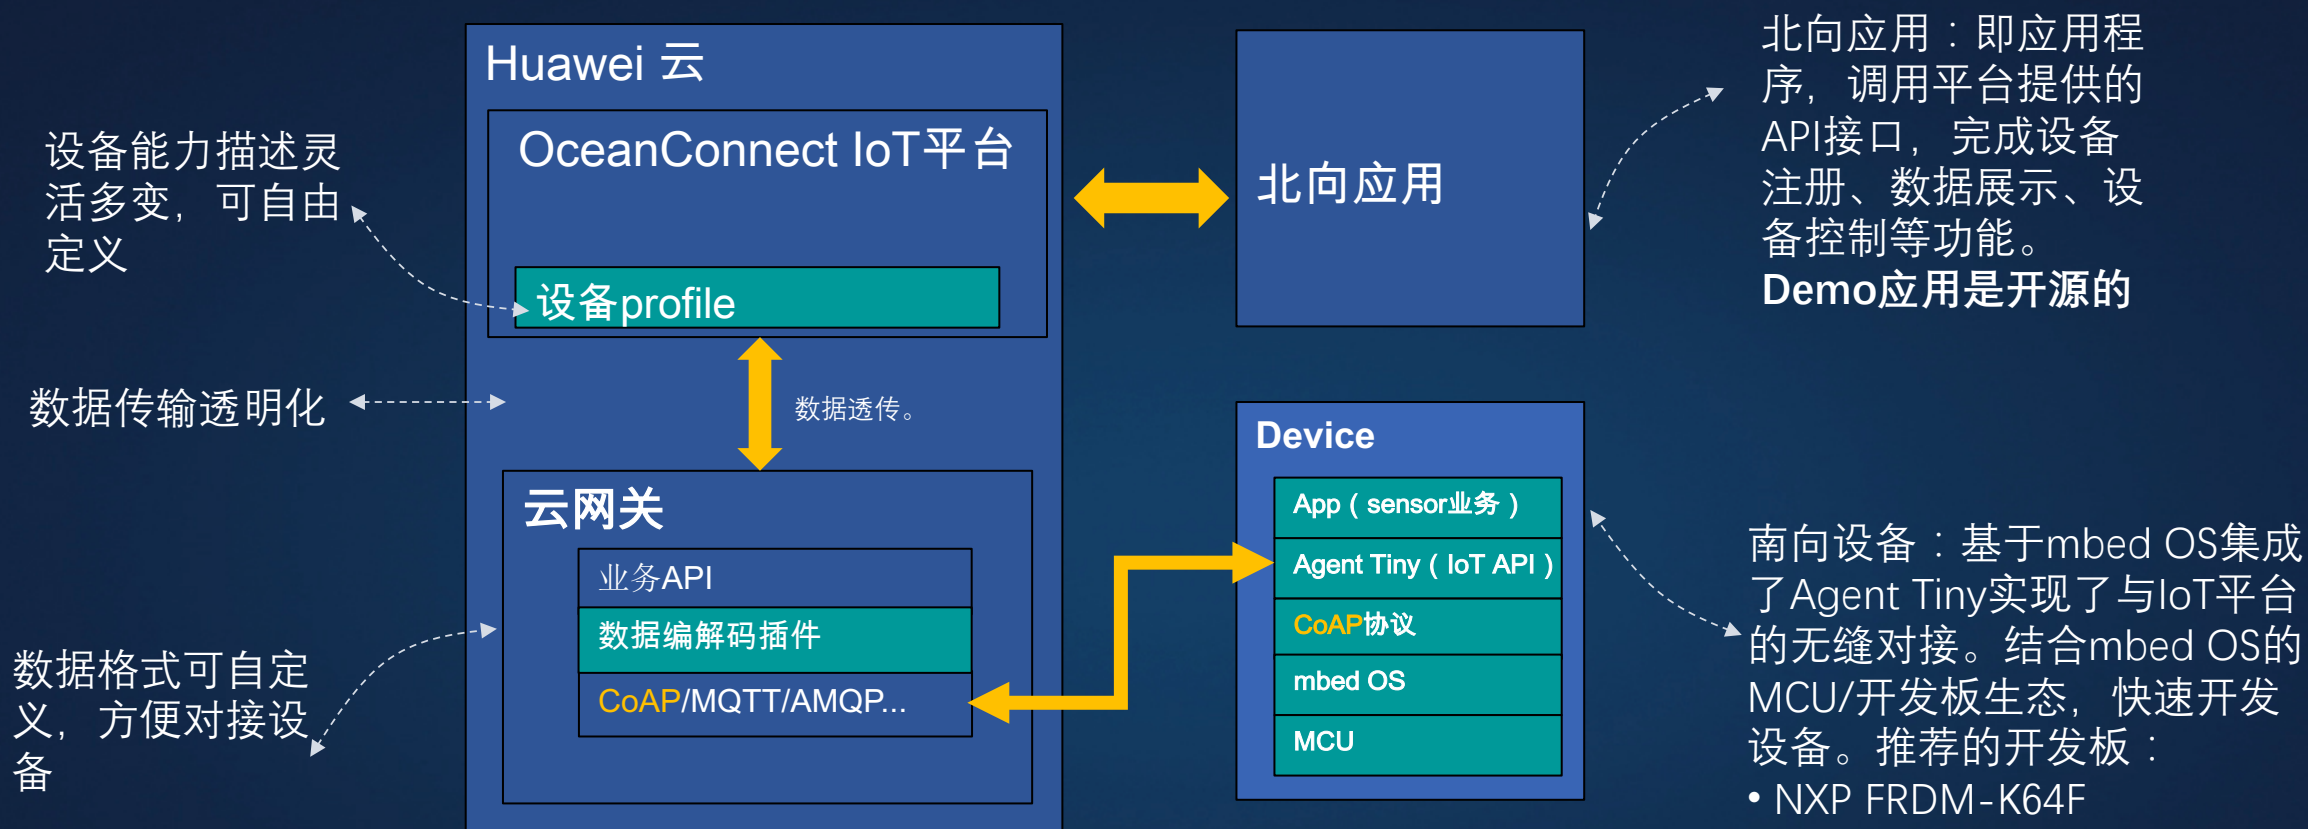 设备能力描述灵
活多变，可自由
定义
数据传输透明化
数据格式可自定
义，方便对接设
备
Huawei 云
OceanConnect IoT平台
设备profile
数据透传。
云网关
业务API
数据编解码插件
CoAP/MQTT/AMQP...
北向应用
Device
App（sensor业务）
Agent Tiny（IoT API）
CoAP协议
mbed OS
MCU
北向应用：即应用程
序，调用平台提供的
API接口，完成设备
注册、数据展示、设
备控制等功能。
Demo应用是开源的
南向设备：基于mbed OS集成
了Agent Tiny实现了与IoT平台
的无缝对接。结合mbed OS的
MCU/开发板生态，快速开发
设备。推荐的开发板：
• NXP FRDM-K64F